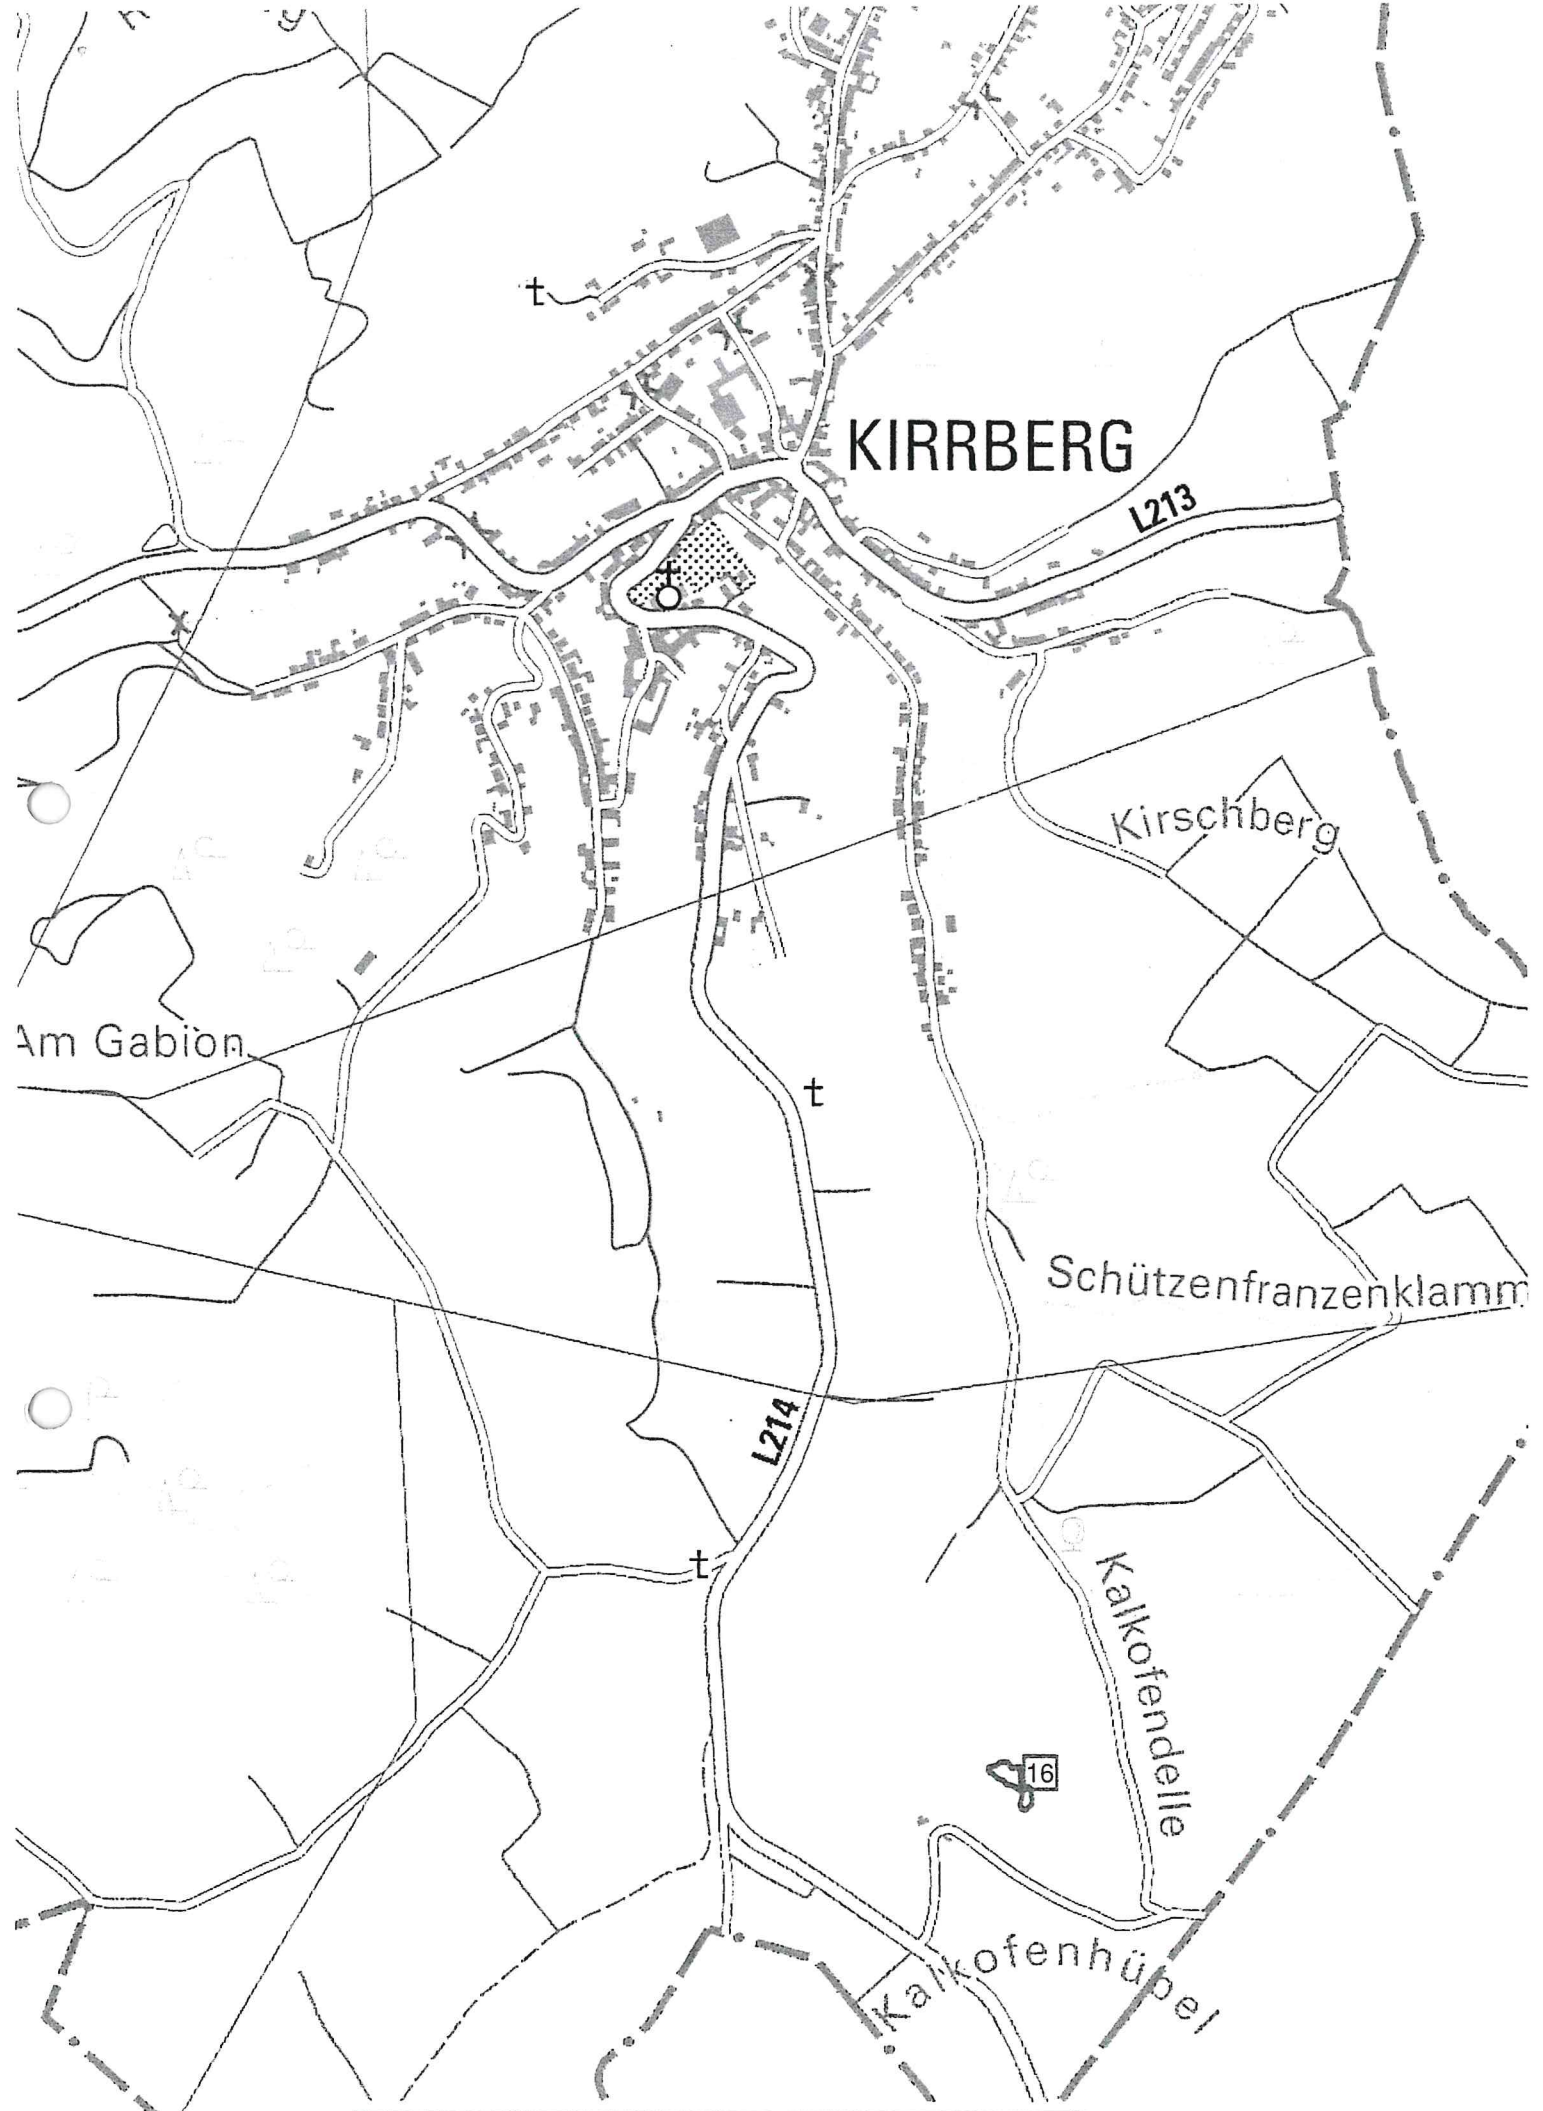 KIRRBERG
L213
Kirschberg
Am Gabion
Schützenfranzenklamm
L214
Kalkofendelle
16
Kalkofenhübel